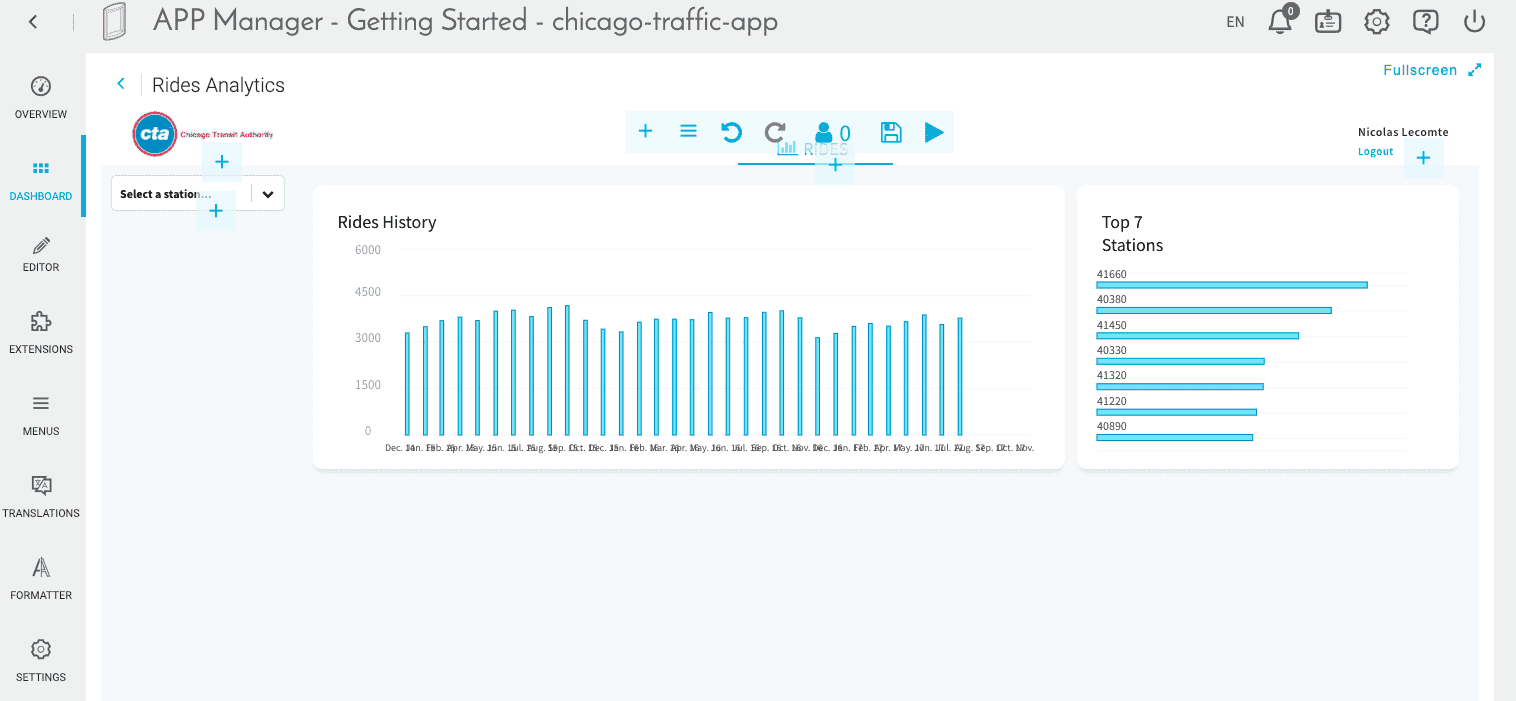 APP Manager - Getting Started - chicago-traffic-app
EN
0
OVERVIEW
DASHBOARD
EDITOR
EXTENSIONS
MENUS
TRANSLATIONS
FORMATTER
SETTINGS
Rides Analytics
Fullscreen
cta
Chicago Transit Authority
0
RIDES
Nicolas Lecomte
Logout
Select a station...
Rides History
6000
4500
3000
1500
0
Top 7
Stations
41660
40380
41450
40330
41320
41220
40890